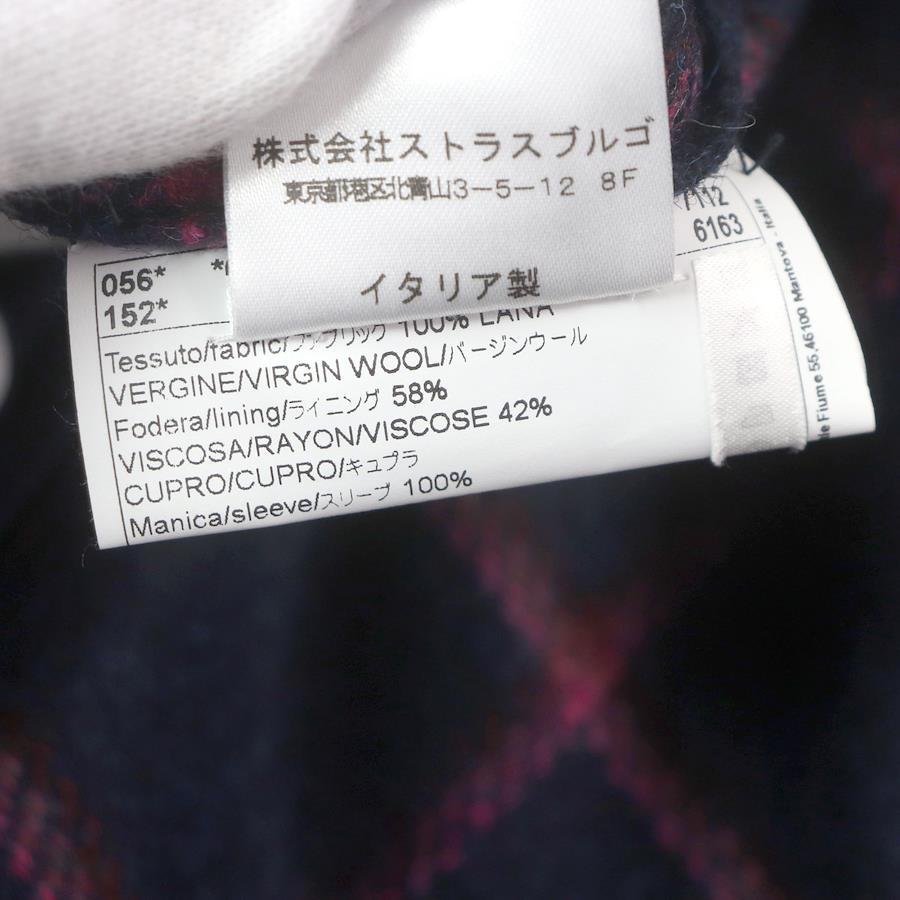 株式会社ストラスブルゴ
東京都港区北青山3-5-12 8F
イタリア製
056*
152*
7112
6163
Tessuto/fabric/ファブリック 100% LANA
VERGINE/VIRGIN WOOL/バージンウール
Fodera/lining/ライニング 58%
VISCOSA/RAYON/VISCOSE 42%
CUPRO/CUPRO/キュプラ
Manica/sleeve/スリーブ 100%
Fiume 55,46100 Mantova - Italia